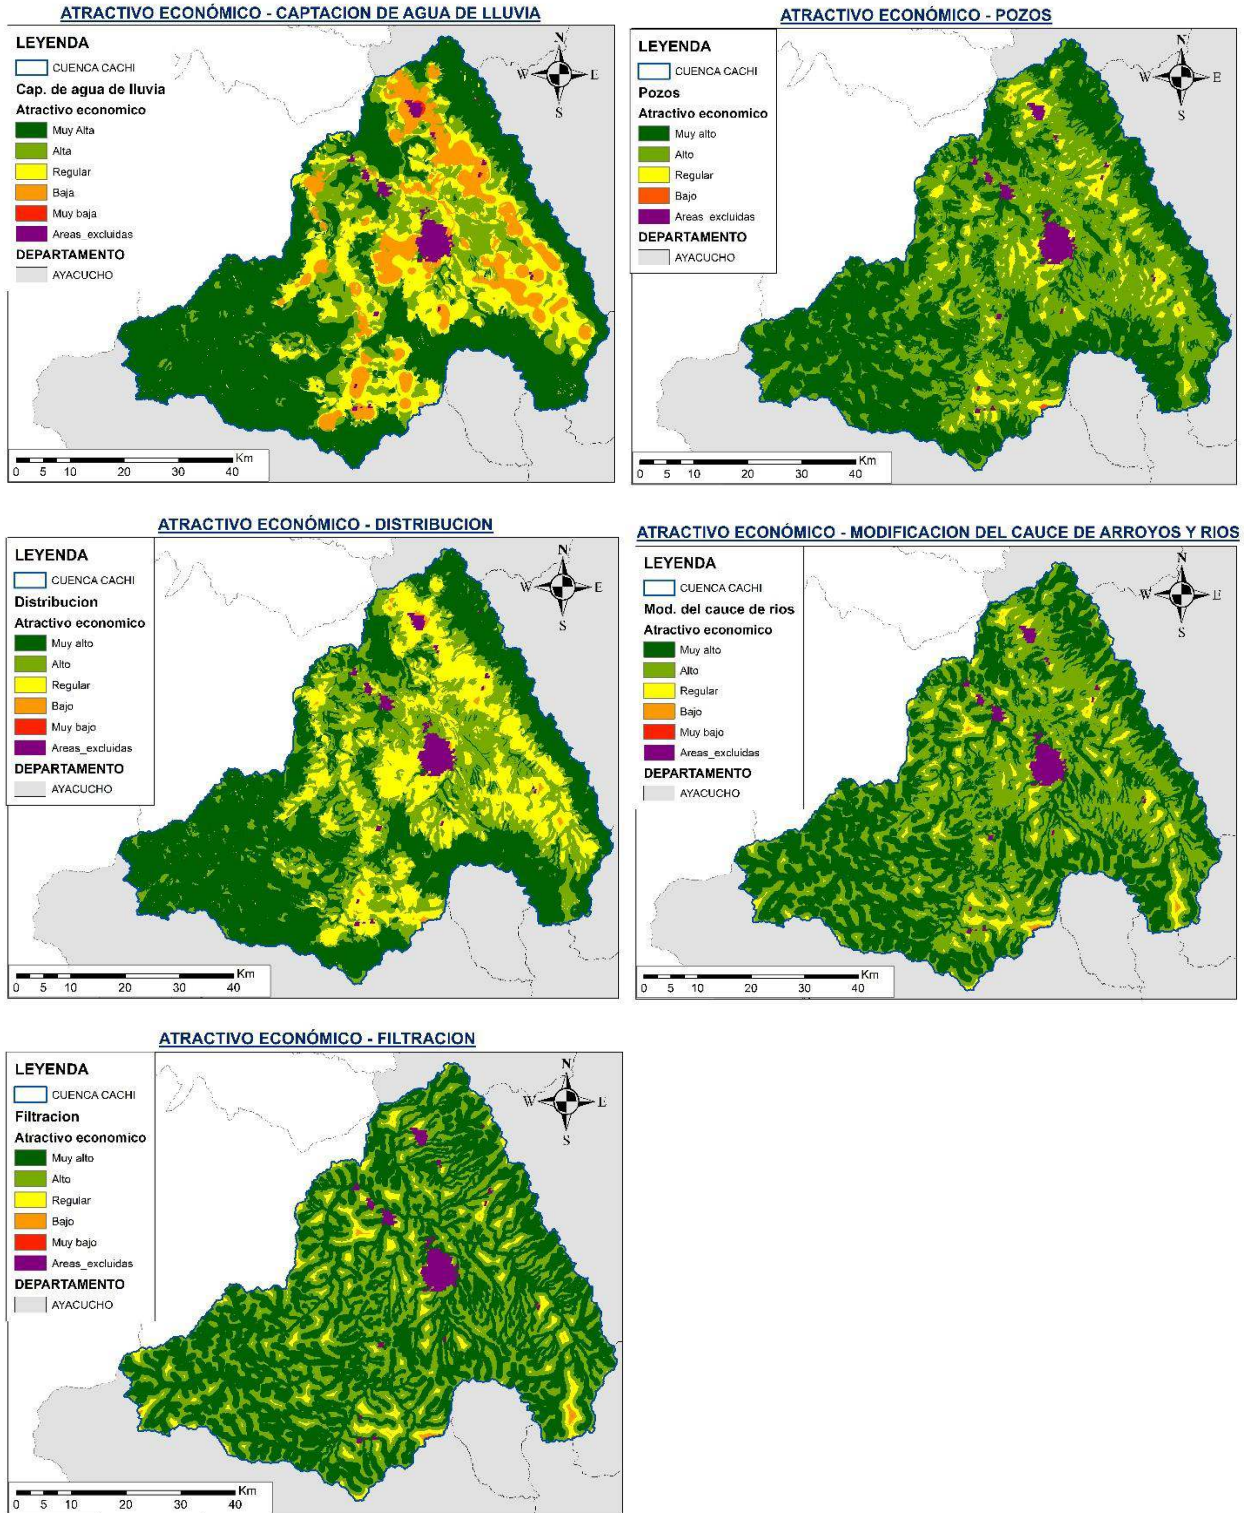 ATRACTIVO ECONÓMICO - CAPTACION DE AGUA DE LLUVIA
LEYENDA
CUENCA CACHI
Cap. de agua de lluvia
Atractivo economico
Muy Alta
Alta
Regular
Baja
Muy baja
Areas_excluidas
DEPARTAMENTO
AYACUCHO
N
W
E
S
Km
0 5 10 20 30 40
ATRACTIVO ECONÓMICO - POZOS
LEYENDA
CUENCA CACHI
Pozos
Atractivo economico
Muy alto
Alto
Regular
Bajo
Areas_excluidas
DEPARTAMENTO
AYACUCHO
N
W
E
S
Km
0 5 10 20 30 40
ATRACTIVO ECONÓMICO - DISTRIBUCION
LEYENDA
CUENCA CACHI
Distribucion
Atractivo economico
Muy alto
Alto
Regular
Bajo
Muy bajo
Areas_excluidas
DEPARTAMENTO
AYACUCHO
N
W
E
S
Km
0 5 10 20 30 40
ATRACTIVO ECONÓMICO - MODIFICACION DEL CAUCE DE ARROYOS Y RIOS
LEYENDA
CUENCA CACHI
Mod. del cauce de rios
Atractivo economico
Muy alto
Alto
Regular
Bajo
Muy bajo
Areas_excluidas
DEPARTAMENTO
AYACUCHO
N
W
E
S
Km
0 5 10 20 30 40
ATRACTIVO ECONÓMICO - FILTRACION
LEYENDA
CUENCA CACHI
Filtracion
Atractivo economico
Muy alto
Alto
Regular
Bajo
Muy bajo
Areas_excluidas
DEPARTAMENTO
AYACUCHO
N
W
E
S
Km
0 5 10 20 30 40